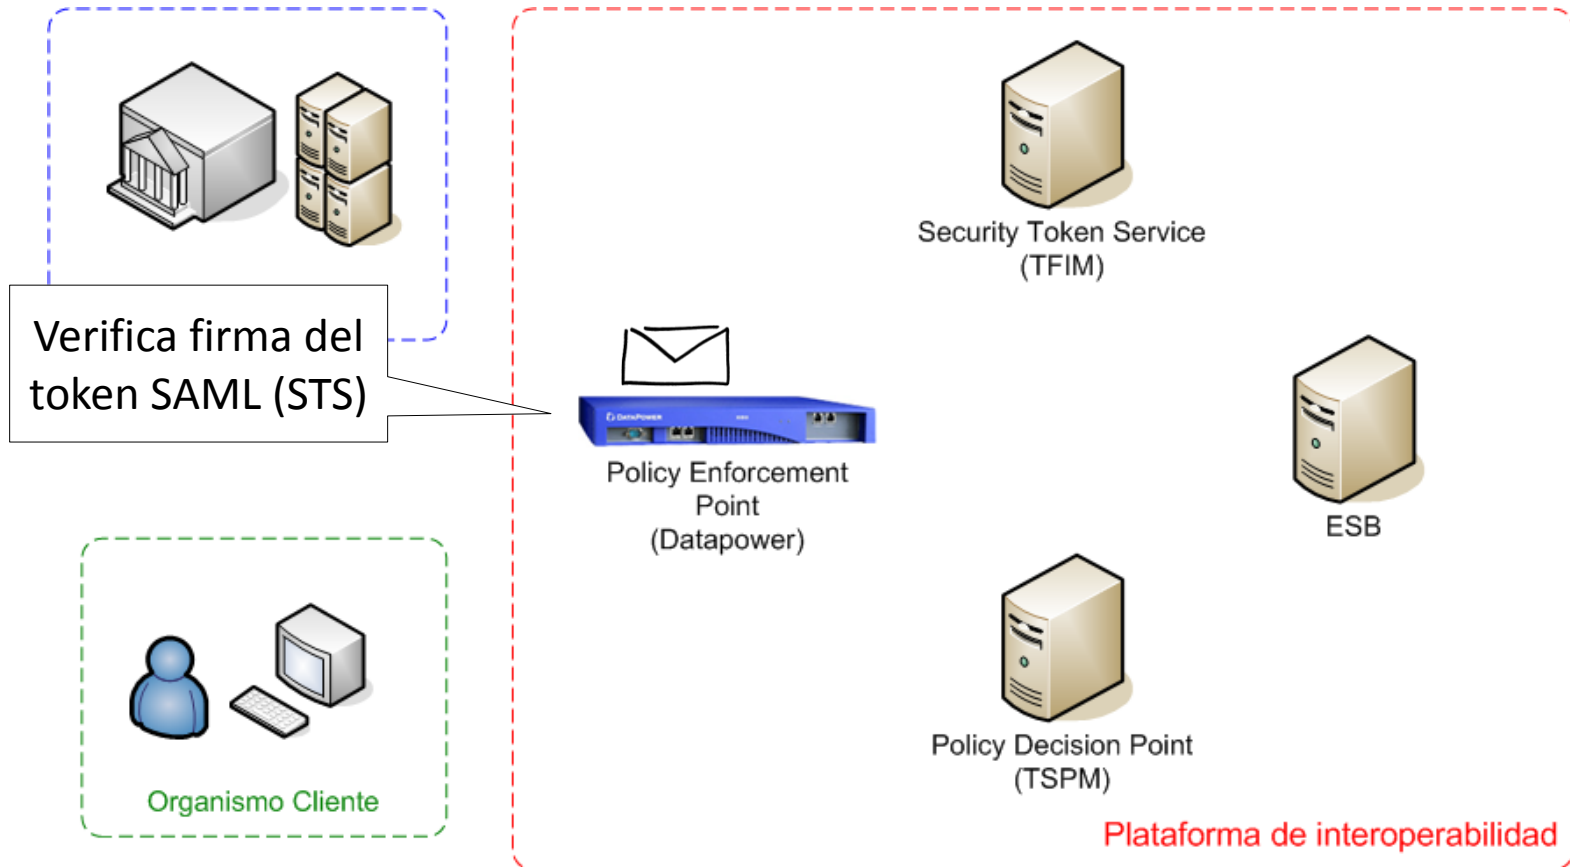 Security Token Service
(TFIM)
Verifica firma del
token SAML (STS)
DATAPOWER
Policy Enforcement
Point
(Datapower)
ESB
Policy Decision Point
(TSPM)
Organismo Cliente
Plataforma de interoperabilidad